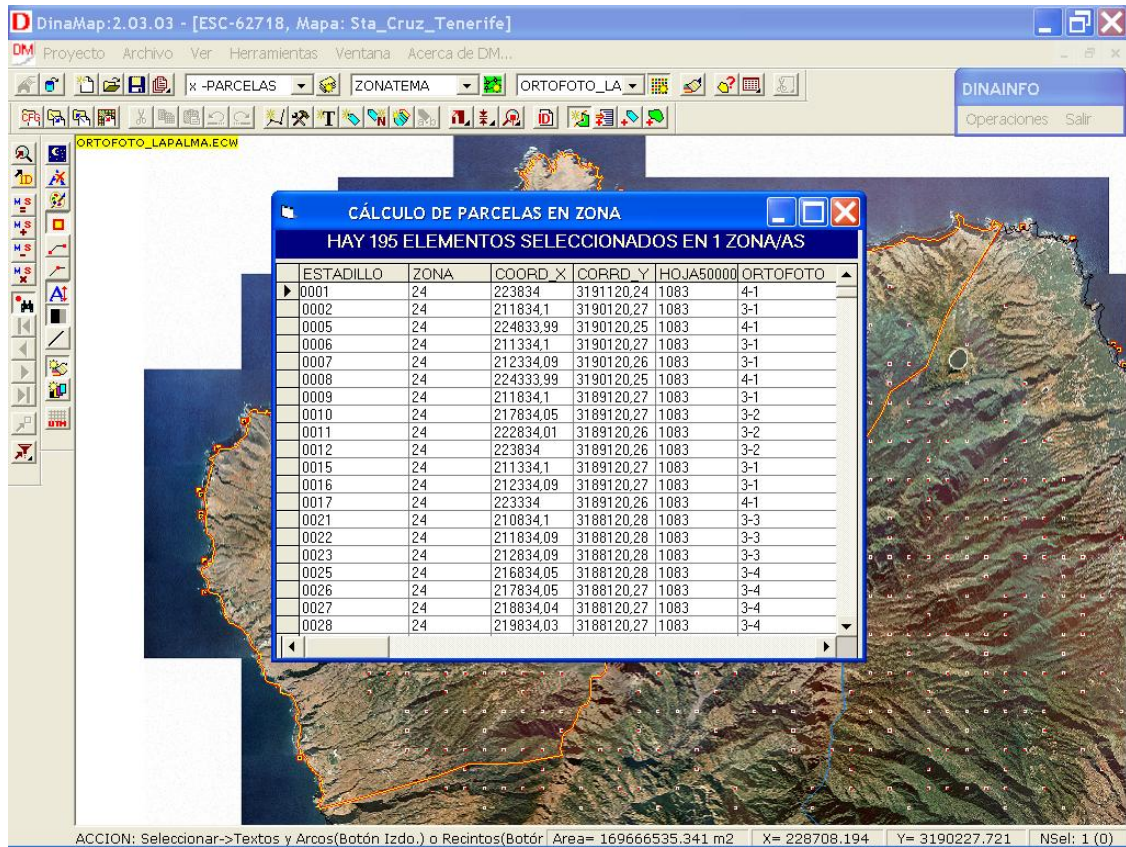 DinaMap:2.03.03 - [ESC-62718, Mapa: Sta_Cruz_Tenerife]
DM Proyecto Archivo Ver Herramientas Ventana Acerca de DM...
x -PARCELAS ZONATEMA ORTOFOTO_LA
DINAINFO
Operaciones Salir
ORTOFOTO_LAPALMA.ECW
CÁLCULO DE PARCELAS EN ZONA
HAY 195 ELEMENTOS SELECCIONADOS EN 1 ZONA/AS
ESTADILLO ZONA COORD_X CORRD_Y HOJA50000 ORTOFOTO
0001 24 223834 3191120,24 1083 4-1
0002 24 211834,1 3190120,27 1083 3-1
0005 24 224833,99 3190120,25 1083 4-1
0006 24 211334,1 3190120,27 1083 3-1
0007 24 212334,09 3190120,26 1083 3-1
0008 24 224333,99 3190120,25 1083 4-1
0009 24 211834,1 3189120,27 1083 3-1
0010 24 217834,05 3189120,27 1083 3-2
0011 24 222834,01 3189120,26 1083 3-2
0012 24 223834 3189120,26 1083 3-2
0015 24 211334,1 3189120,27 1083 3-1
0016 24 212334,09 3189120,27 1083 3-1
0017 24 223334 3189120,26 1083 4-1
0021 24 210834,1 3188120,28 1083 3-3
0022 24 211834,09 3188120,28 1083 3-3
0023 24 212834,09 3188120,28 1083 3-3
0025 24 216834,05 3188120,28 1083 3-4
0026 24 217834,05 3188120,27 1083 3-4
0027 24 218834,04 3188120,27 1083 3-4
0028 24 219834,03 3188120,27 1083 3-4
UTM
ACCION: Seleccionar->Textos y Arcos(Botón Izdo.) o Recintos(Botór Area= 169666535.341 m2 X= 228708.194 Y= 3190227.721 NSel: 1 (0)